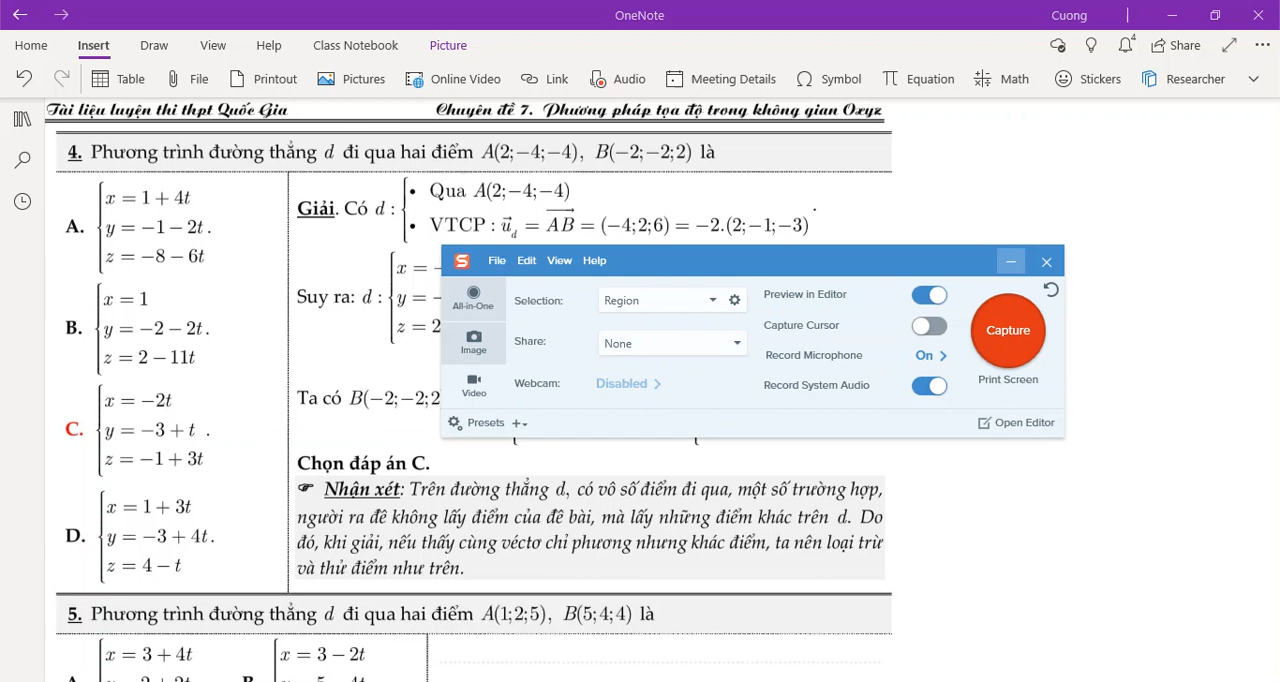 OneNote
Cuong
Home Insert Draw View Help Class Notebook Picture
4 Share
Table File Printout Pictures Online Video Link Audio Meeting Details Symbol Equation Math Stickers Researcher
Tài liệu luyện thi thpt Quốc Gia Chuyên đề 7. Phương pháp tọa độ trong không gian Oxyz
4. Phương trình đường thẳng d đi qua hai điểm A(2;−4;−4), B(−2;−2;2) là
A. { x = 1 + 4t
y = −1 − 2t .
z = −8 − 6t
B. { x = 1
y = −2 − 2t .
z = 2 − 11t
C. { x = −2t
y = −3 + t .
z = −1 + 3t
D. { x = 1 + 3t
y = −3 + 4t .
z = 4 − t
Giải. Có d : { • Qua A(2;−4;−4)
• VTCP : u⃗d = AB⃗ = (−4;2;6) = −2.(2;−1;−3) .
Suy ra: d : { x = −
y = −
z = 2
Ta có B(−2;−2;2
Chọn đáp án C.
☞ Nhận xét: Trên đường thẳng d, có vô số điểm đi qua, một số trường hợp,
người ra đề không lấy điểm của đề bài, mà lấy những điểm khác trên d. Do
đó, khi giải, nếu thấy cùng véctơ chỉ phương nhưng khác điểm, ta nên loại trừ
và thử điểm như trên.
S File Edit View Help
All-in-One
Image
Video
Selection: Region
Share: None
Webcam: Disabled
Preview in Editor
Capture Cursor
Record Microphone On
Record System Audio
Capture
Print Screen
Presets
Open Editor
5. Phương trình đường thẳng d đi qua hai điểm A(1;2;5), B(5;4;4) là
x = 3 + 4t x = 3 − 2t